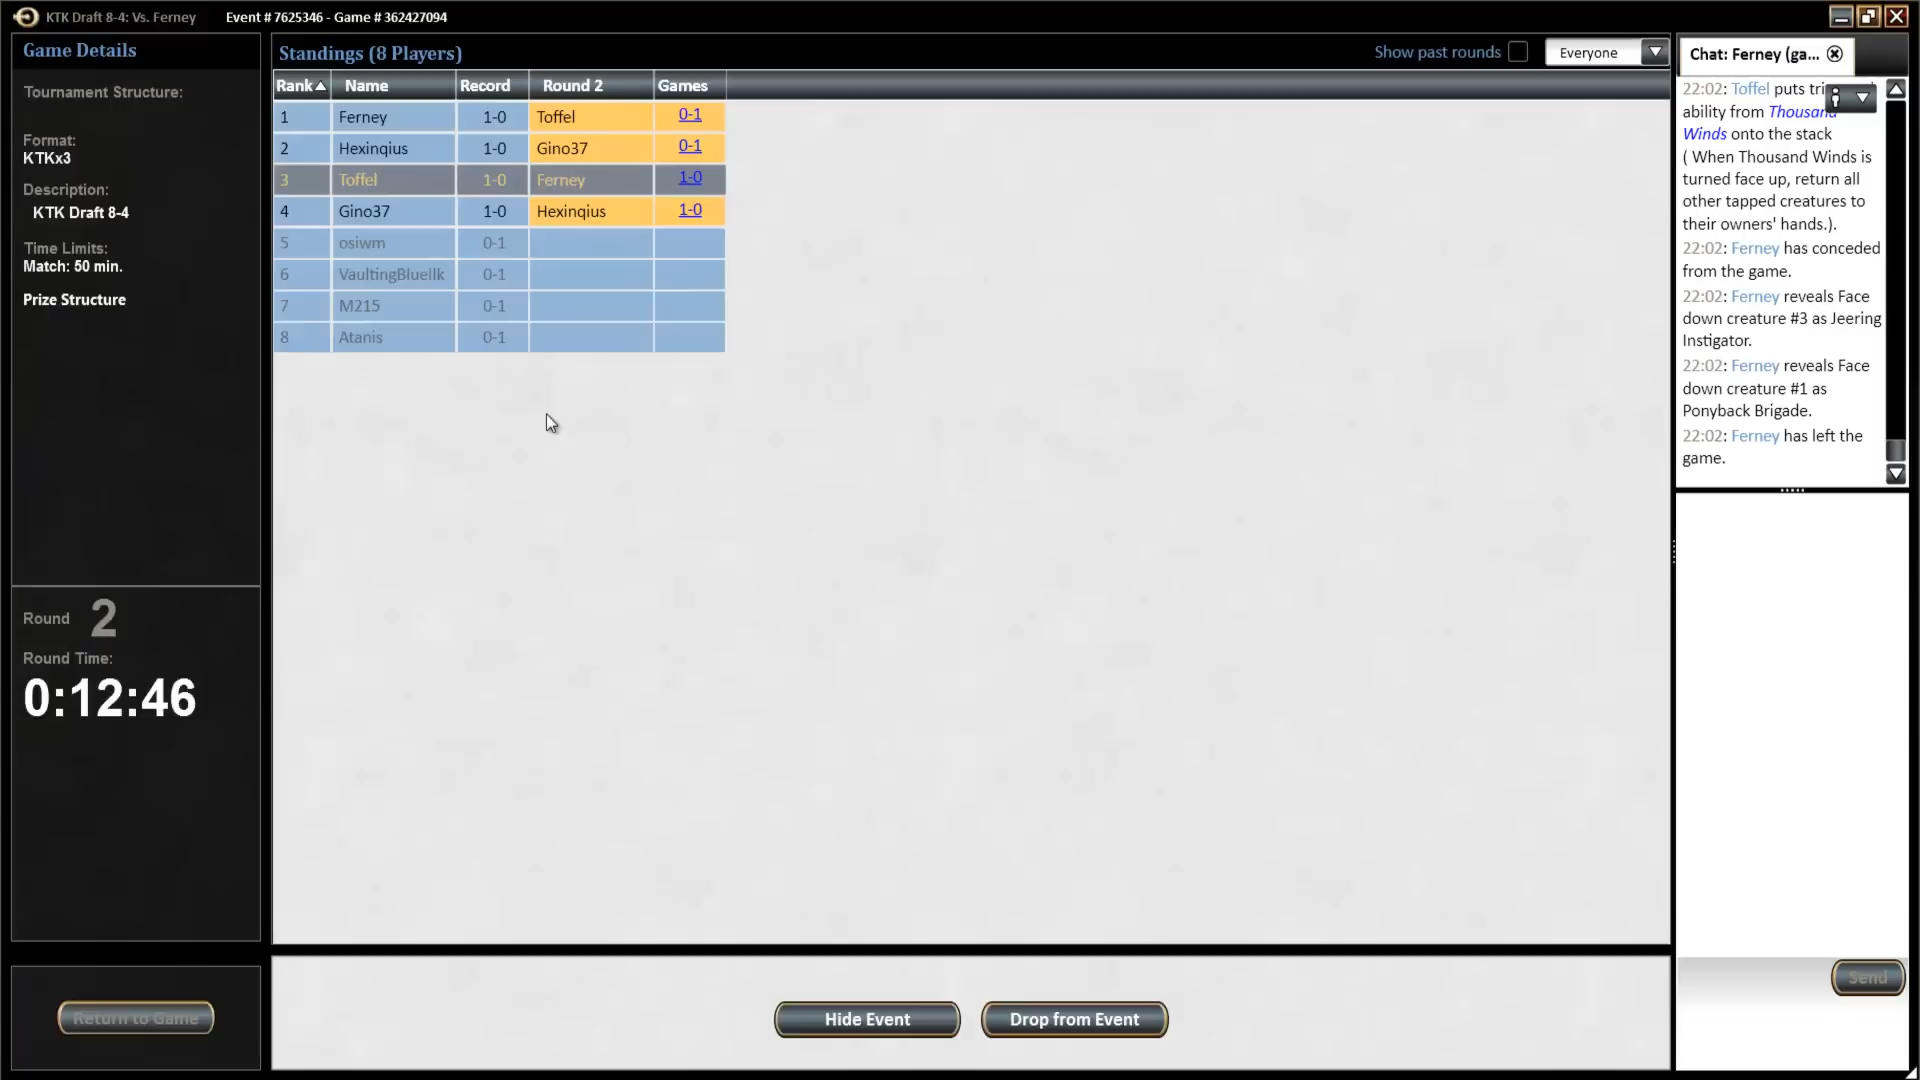 KTK Draft 8-4: Vs. Ferney
Event # 7625346 - Game # 362427094
Game Details
Tournament Structure:
Format:
KTKx3
Description:
KTK Draft 8-4
Time Limits:
Match: 50 min.
Prize Structure
Round 2
Round Time:
0:12:46
Return to Game
Standings (8 Players)
Show past rounds
Everyone
Rank Name Record Round 2 Games
1 Ferney 1-0 Toffel 0-1
2 Hexinqius 1-0 Gino37 0-1
3 Toffel 1-0 Ferney 1-0
4 Gino37 1-0 Hexinqius 1-0
5 osiwm 0-1
6 0-1
7 M215 0-1
8 Atanis 0-1
Hide Event
Drop from Event
Chat: Ferney (ga...
22:02: Toffel puts
ability from Thousand
Winds onto the stack
( When Thousand Winds is
turned face up, return all
other tapped creatures to
their owners' hands.).
22:02: Ferney has conceded
from the game.
22:02: Ferney reveals Face
down creature #3 as Jeering
Instigator.
22:02: Ferney reveals Face
down creature #1 as
Ponyback Brigade.
22:02: Ferney has left the
game.
Send